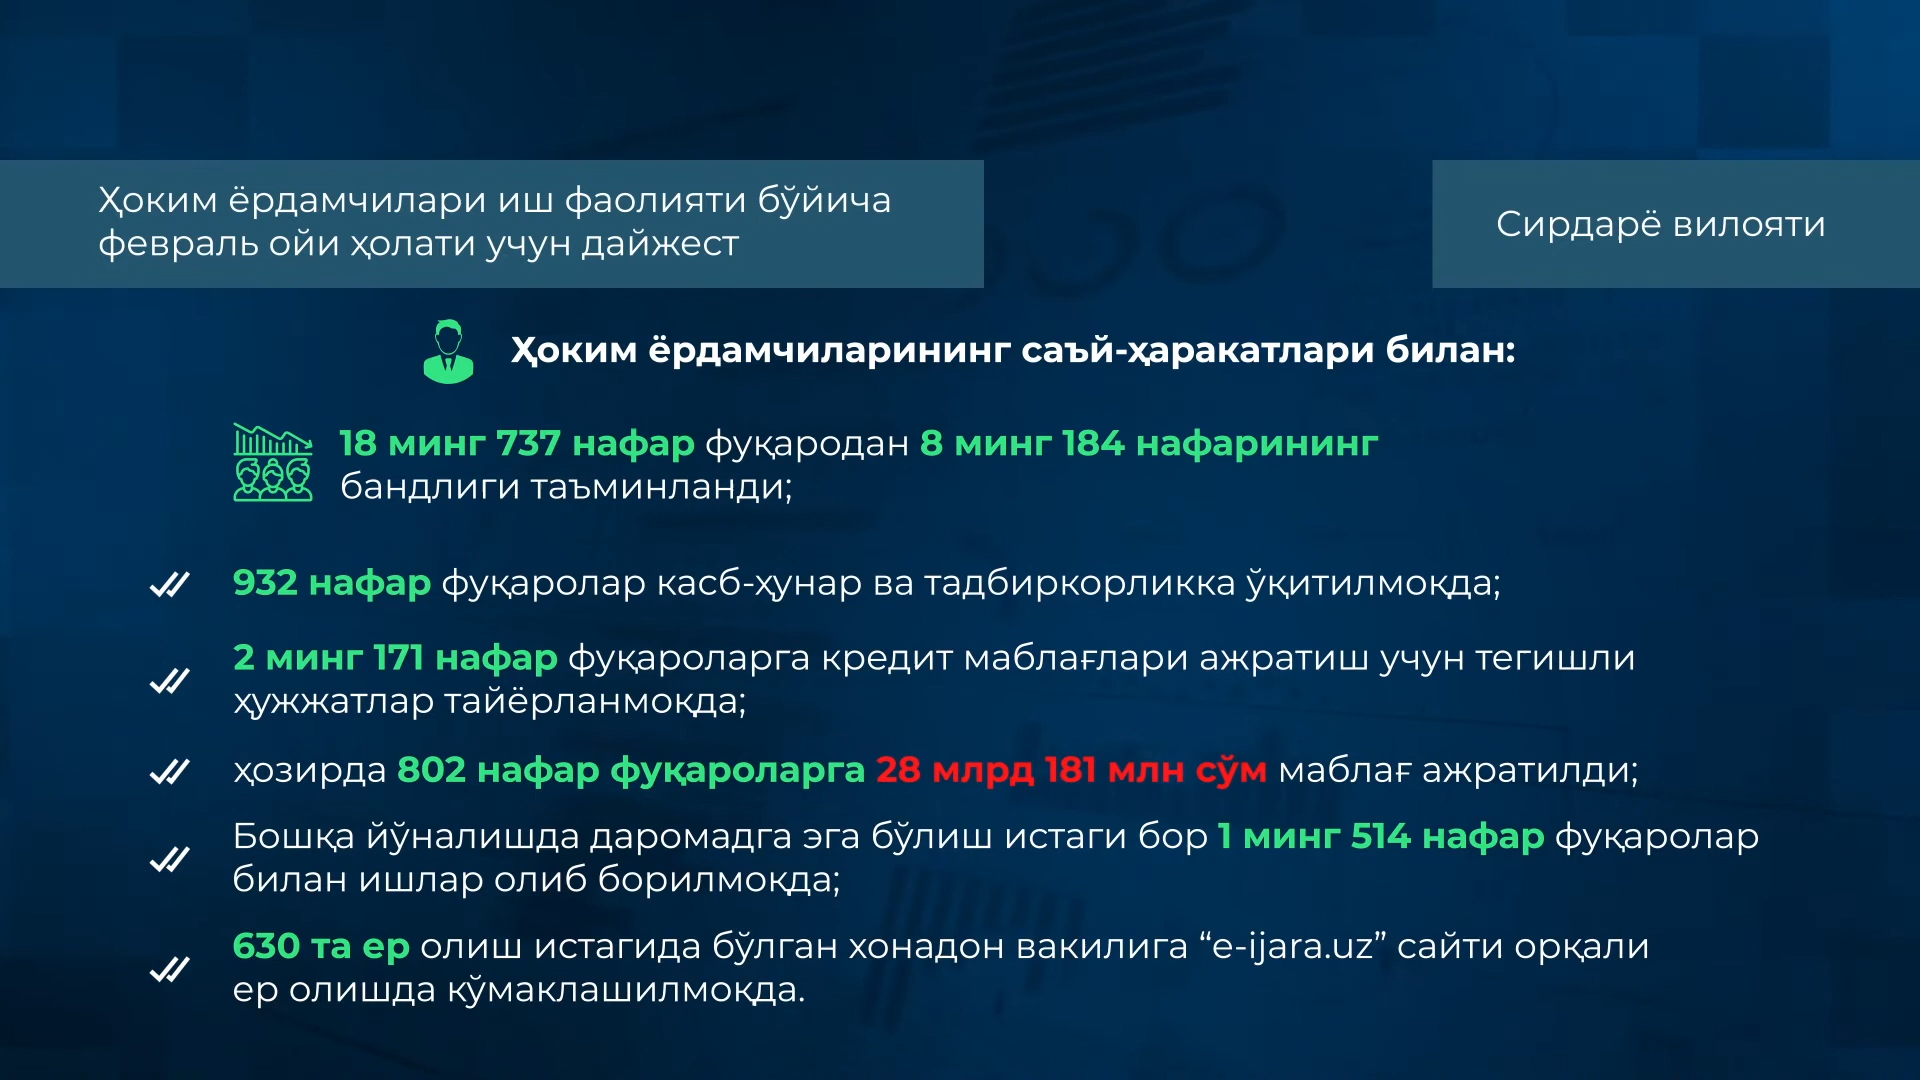 Ҳоким ёрдамчилари иш фаолияти бўйича
февраль ойи ҳолати учун дайжест
Сирдарё вилояти
Ҳоким ёрдамчиларининг саъй-ҳаракатлари билан:
18 минг 737 нафар фуқародан 8 минг 184 нафарининг
бандлиги таъминланди;
932 нафар фуқаролар касб-ҳунар ва тадбиркорликка ўқитилмоқда;
2 минг 171 нафар фуқароларга кредит маблағлари ажратиш учун тегишли
ҳужжатлар тайёрланмоқда;
ҳозирда 802 нафар фуқароларга 28 млрд 181 млн сўм маблағ ажратилди;
Бошқа йўналишда даромадга эга бўлиш истаги бор 1 минг 514 нафар фуқаролар
билан ишлар олиб борилмоқда;
630 та ер олиш истагида бўлган хонадон вакилига “e-ijara.uz” сайти орқали
ер олишда кўмаклашилмоқда.